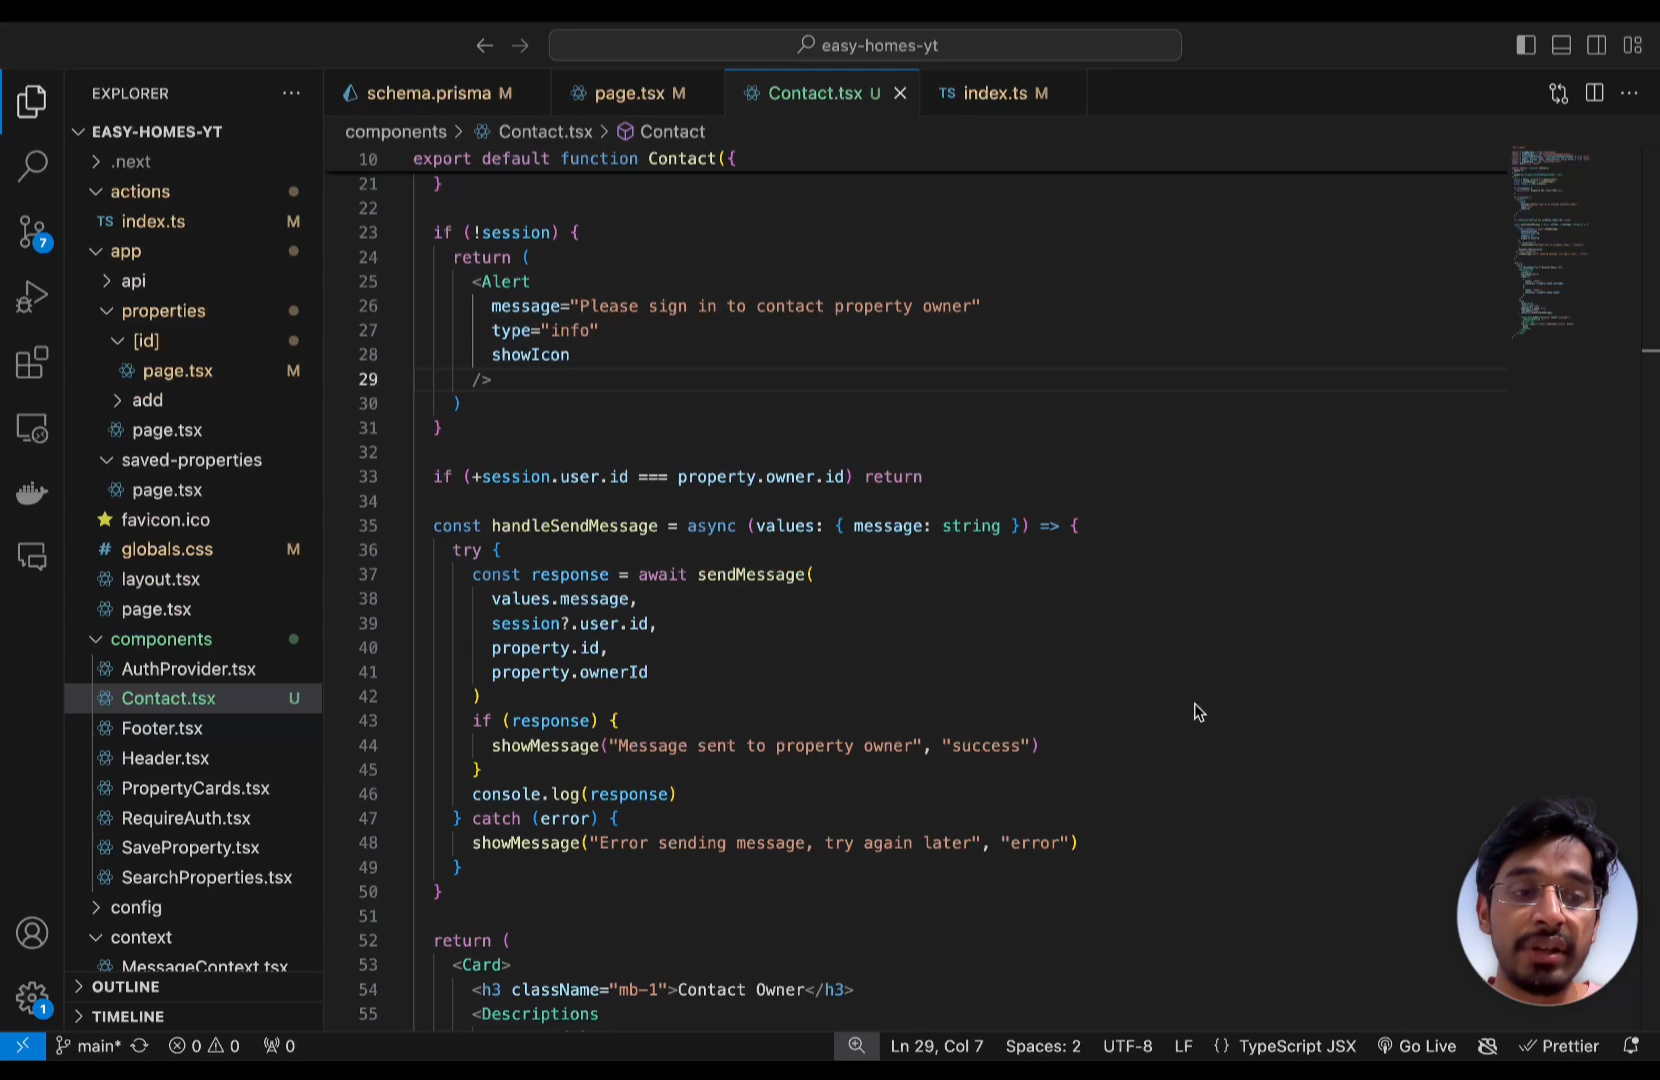 easy-homes-yt
EXPLORER
schema.prisma M
page.tsx M
Contact.tsx U
TS index.ts M
EASY-HOMES-YT
components > Contact.tsx > Contact
.next
actions
TS index.ts M
app
api
properties
[id]
page.tsx M
add
page.tsx
saved-properties
page.tsx
favicon.ico
# globals.css M
layout.tsx
page.tsx
components
AuthProvider.tsx
Contact.tsx U
Footer.tsx
Header.tsx
PropertyCards.tsx
RequireAuth.tsx
SaveProperty.tsx
SearchProperties.tsx
config
context
MessageContext.tsx
OUTLINE
TIMELINE
7
1
10 export default function Contact({
21 }
22
23 if (!session) {
24 return (
25 <Alert
26 message="Please sign in to contact property owner"
27 type="info"
28 showIcon
29 />
30 )
31 }
32
33 if (+session.user.id === property.owner.id) return
34
35 const handleSendMessage = async (values: { message: string }) => {
36 try {
37 const response = await sendMessage(
38 values.message,
39 session?.user.id,
40 property.id,
41 property.ownerId
42 )
43 if (response) {
44 showMessage("Message sent to property owner", "success")
45 }
46 console.log(response)
47 } catch (error) {
48 showMessage("Error sending message, try again later", "error")
49 }
50 }
51
52 return (
53 <Card>
54 <h3 className="mb-1">Contact Owner</h3>
55 <Descriptions
main* 0 0 0 Ln 29, Col 7 Spaces: 2 UTF-8 LF {} TypeScript JSX Go Live Prettier